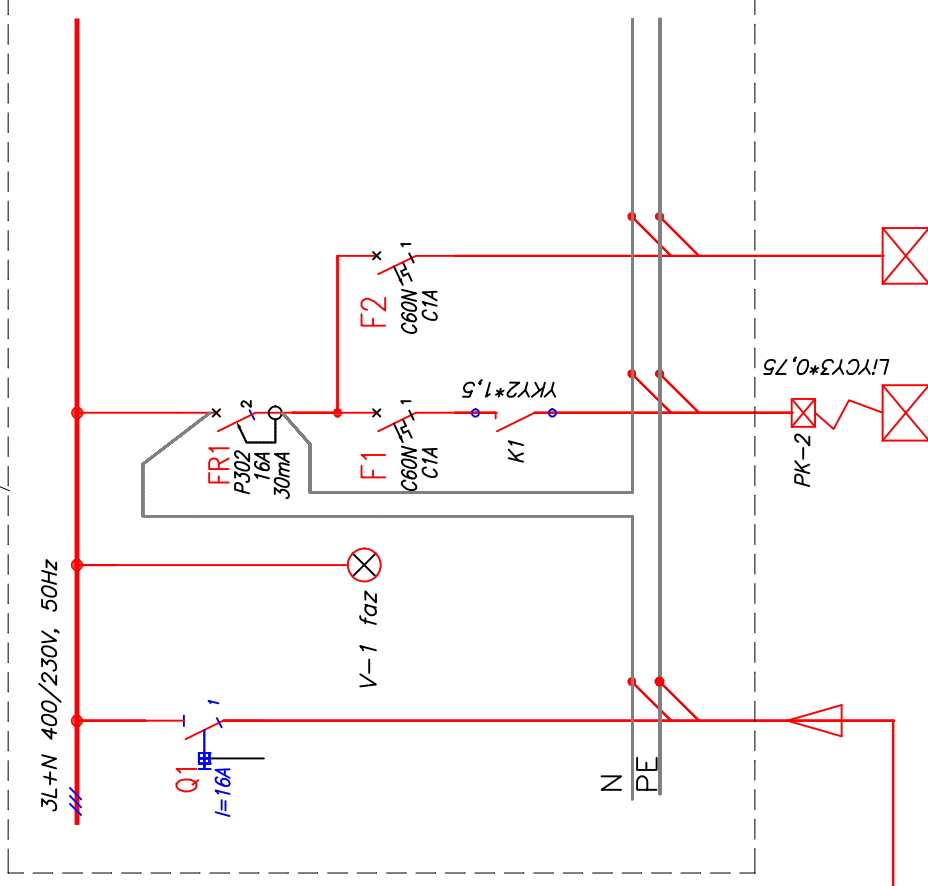 3L+N 400/230V, 50Hz
Q1
I=16A
1
V-1 faz
FR1
P302
16A
30mA
2
F1
C60N
C1A
1
F2
C60N
C1A
1
YKY2*1,5
K1
N
PE
PK-2
LiYCY3*0,75